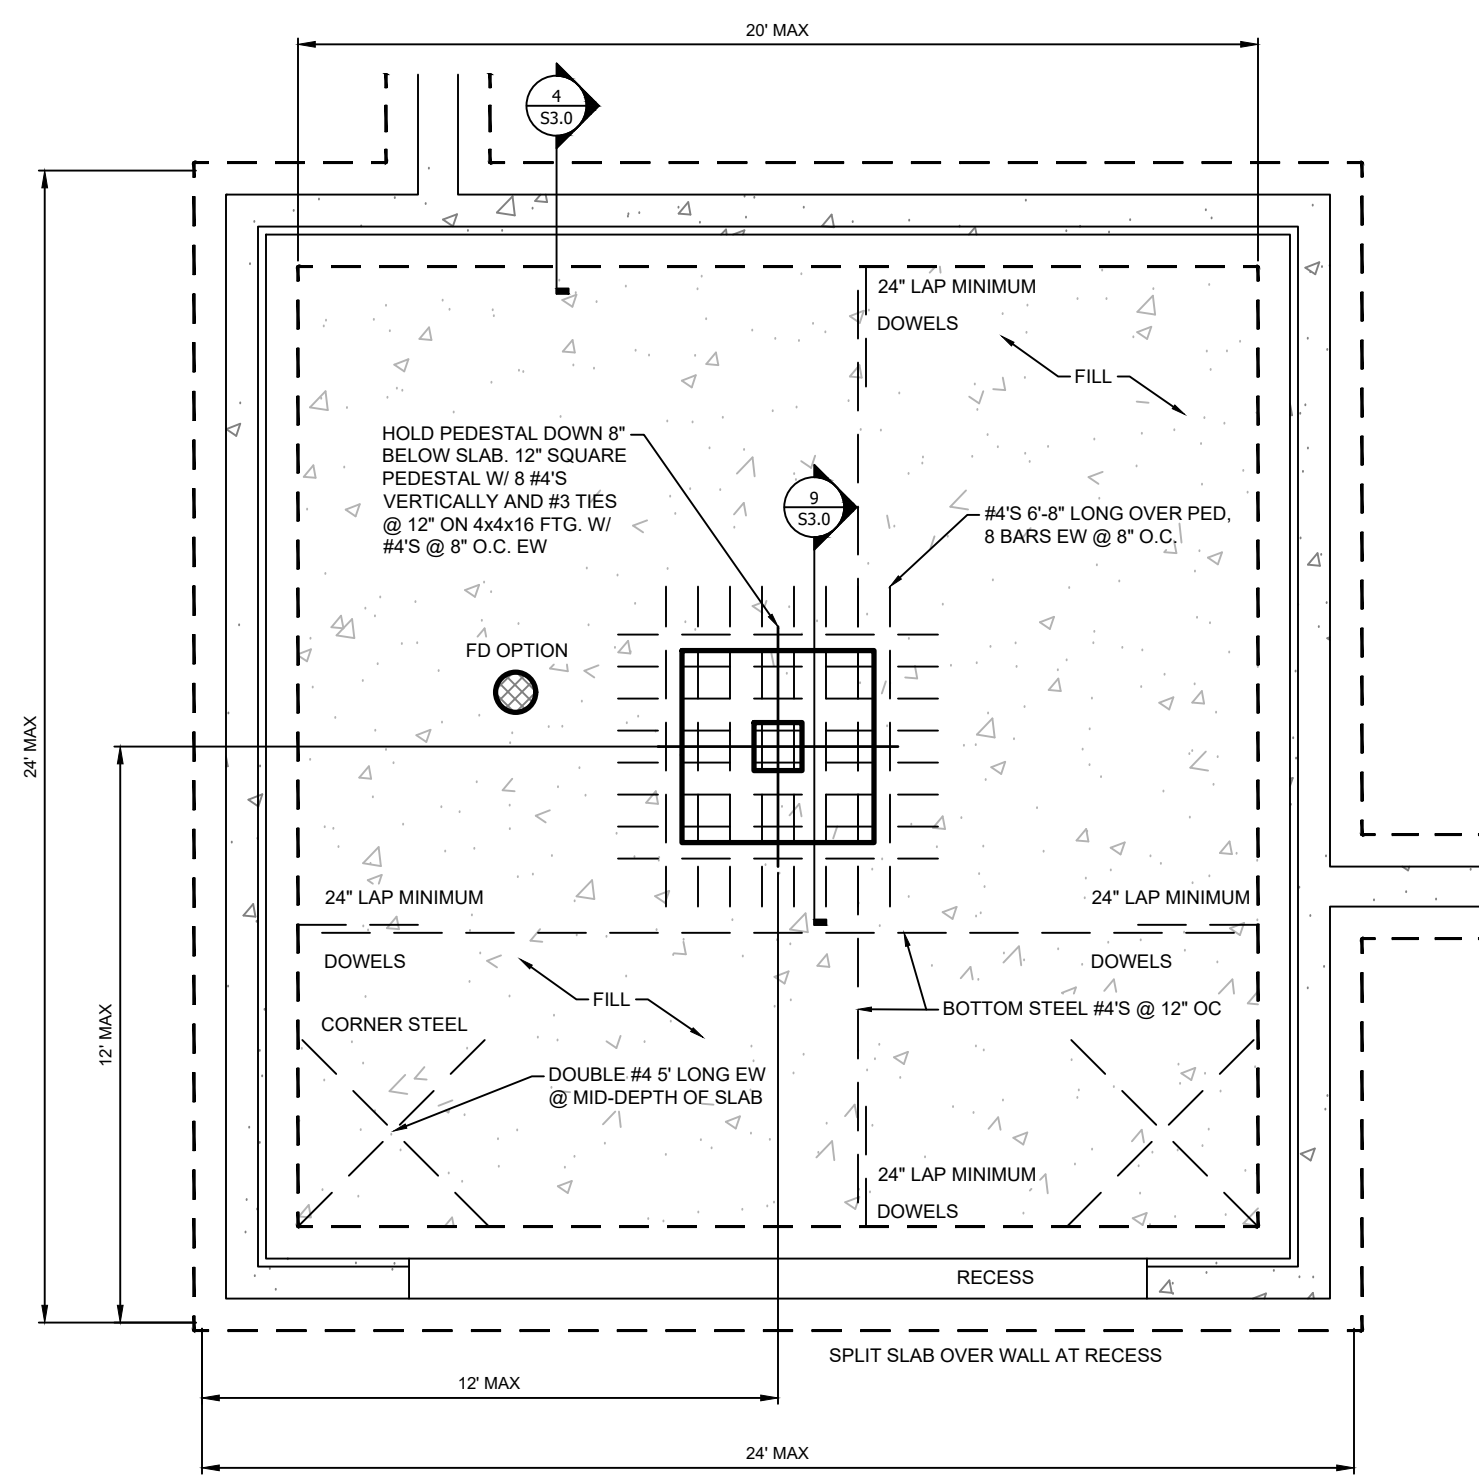 20' MAX
4
S3.0
24" LAP MINIMUM
DOWELS
FILL
HOLD PEDESTAL DOWN 8"
BELOW SLAB. 12" SQUARE
PEDESTAL W/ 8 #4'S
VERTICALLY AND #3 TIES
@ 12" ON 4x4x16 FTG. W/
#4'S @ 8" O.C. EW
9
S3.0
#4'S 6'-8" LONG OVER PED,
8 BARS EW @ 8" O.C.
FD OPTION
24' MAX
24" LAP MINIMUM
24" LAP MINIMUM
DOWELS
DOWELS
FILL
BOTTOM STEEL #4'S @ 12" OC
CORNER STEEL
12' MAX
DOUBLE #4 5' LONG EW
@ MID-DEPTH OF SLAB
24" LAP MINIMUM
DOWELS
RECESS
SPLIT SLAB OVER WALL AT RECESS
12' MAX
24' MAX